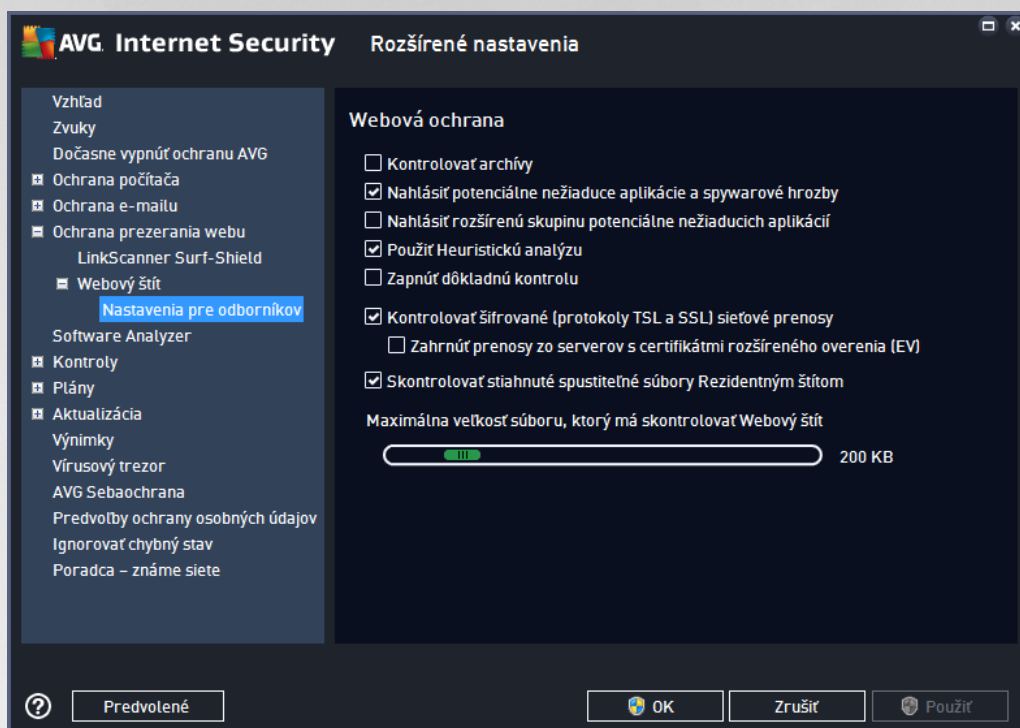 AVG. Internet Security Rozšírené nastavenia
Vzhľad
Zvuky
Dočasne vypnúť ochranu AVG
Ochrana počítača
Ochrana e-mailu
Ochrana prezerania webu
LinkScanner Surf-Shield
Webový štít
Nastavenia pre odborníkov
Software Analyzer
Kontroly
Plány
Aktualizácia
Výnimky
Vírusový trezor
AVG Sebaochrana
Predvoľby ochrany osobných údajov
Ignorovať chybný stav
Poradca – známe siete
Webová ochrana
Kontrolovať archívy
Nahlásiť potenciálne nežiaduce aplikácie a spywarové hrozby
Nahlásiť rozšírenú skupinu potenciálne nežiaducich aplikácií
Použiť Heuristickú analýzu
Zapnúť dôkladnú kontrolu
Kontrolovať šifrované (protokoly TSL a SSL) sieťové prenosy
Zahrnúť prenosy zo serverov s certifikátmi rozšíreného overenia (EV)
Skontrolovať stiahnuté spustiteľné súbory Rezidentným štítom
Maximálna veľkosť súboru, ktorý má skontrolovať Webový štít
200 KB
Predvolené
OK
Zrušiť
Použiť